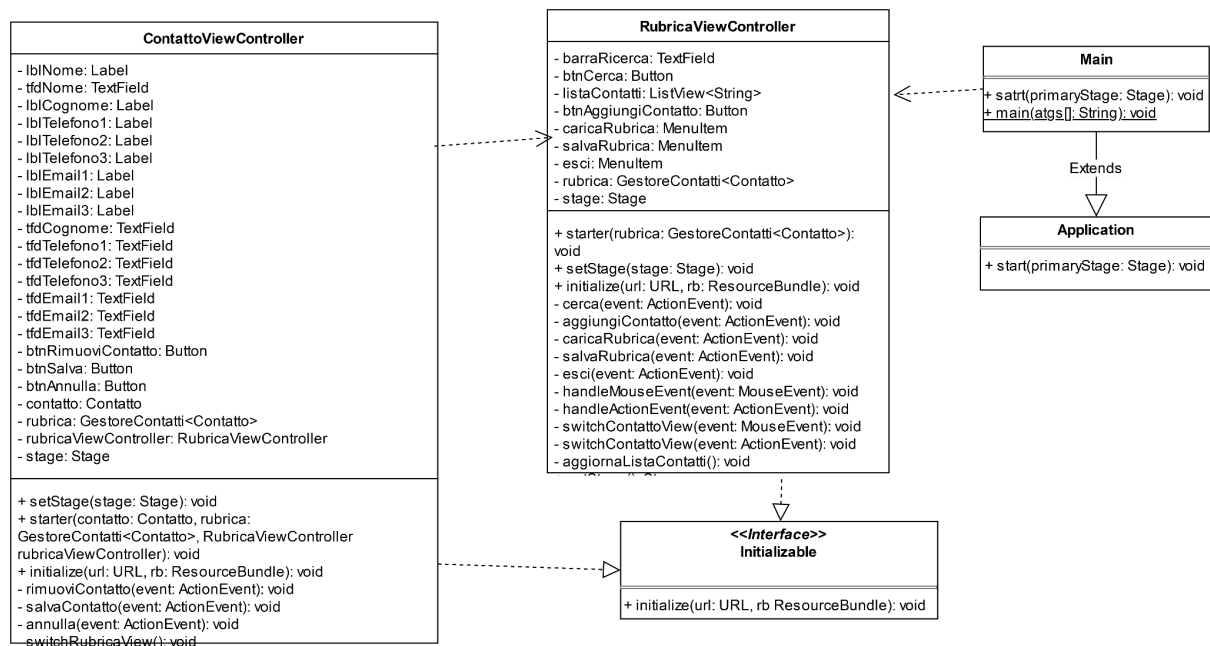 ContattoViewController
- lblNome: Label
- tfdNome: TextField
- lblCognome: Label
- lblTelefono1: Label
- lblTelefono2: Label
- lblTelefono3: Label
- lblEmail1: Label
- lblEmail2: Label
- lblEmail3: Label
- tfdCognome: TextField
- tfdTelefono1: TextField
- tfdTelefono2: TextField
- tfdTelefono3: TextField
- tfdEmail1: TextField
- tfdEmail2: TextField
- tfdEmail3: TextField
- btnRimuoviContatto: Button
- btnSalva: Button
- btnAnnulla: Button
- contatto: Contatto
- rubrica: GestoreContatti<Contatto>
- rubricaViewController: RubricaViewController
- stage: Stage
+ setStage(stage: Stage): void
+ starter(contatto: Contatto, rubrica:
GestoreContatti<Contatto>, RubricaViewController
rubricaViewController): void
+ initialize(url: URL, rb: ResourceBundle): void
- rimuoviContatto(event: ActionEvent): void
- salvaContatto(event: ActionEvent): void
- annulla(event: ActionEvent): void
- switchRubricaView(): void
RubricaViewController
- barraRicerca: TextField
- btnCerca: Button
- listaContatti: ListView<String>
- btnAggiungiContatto: Button
- caricaRubrica: MenuItem
- salvaRubrica: MenuItem
- esci: MenuItem
- rubrica: GestoreContatti<Contatto>
- stage: Stage
+ starter(rubrica: GestoreContatti<Contatto>):
void
+ setStage(stage: Stage): void
+ initialize(url: URL, rb: ResourceBundle): void
- cerca(event: ActionEvent): void
- aggiungiContatto(event: ActionEvent): void
- caricaRubrica(event: ActionEvent): void
- salvaRubrica(event: ActionEvent): void
- esci(event: ActionEvent): void
- handleMouseEvent(event: MouseEvent): void
- handleActionEvent(event: ActionEvent): void
- switchContattoView(event: MouseEvent): void
- switchContattoView(event: ActionEvent): void
- aggiornaListaContatti(): void
Main
+ satrt(primaryStage: Stage): void
+ main(atgs[]: String): void
Extends
Application
+ start(primaryStage: Stage): void
<<Interface>>
Initializable
+ initialize(url: URL, rb ResourceBundle): void